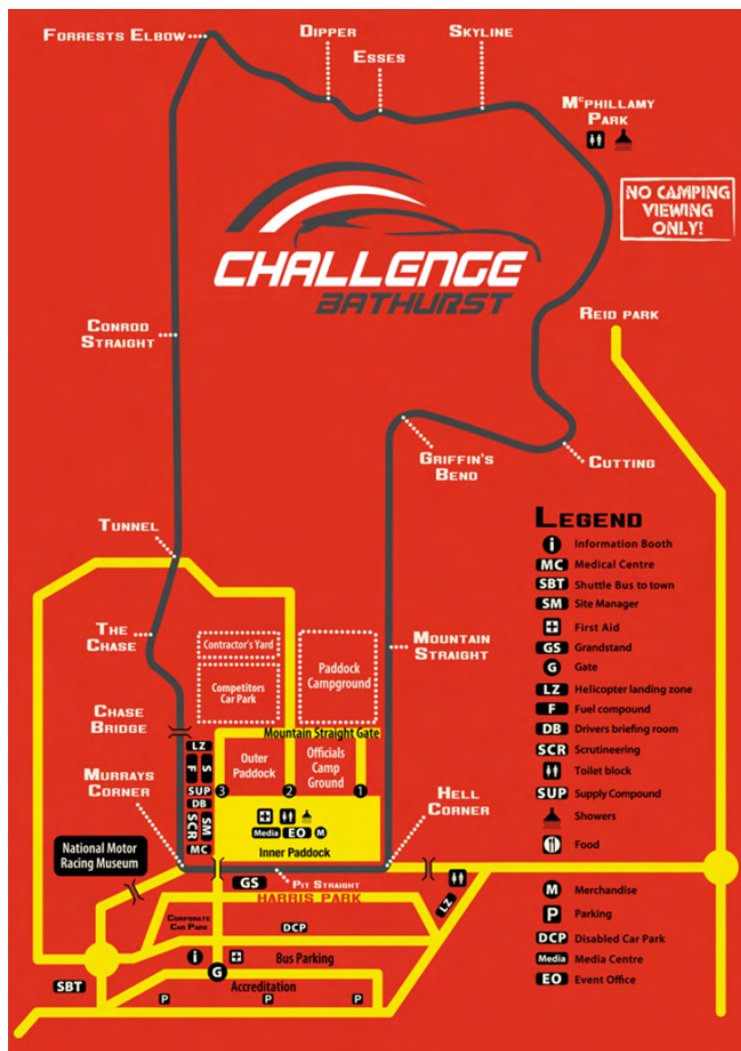 FORRESTS ELBOW
DIPPER
ESSES
SKYLINE
McPHILLAMY
PARK
NO CAMPING
VIEWING
ONLY!
CHALLENGE
BATHURST
CONROD
STRAIGHT
REID PARK
GRIFFIN'S
BEND
CUTTING
TUNNEL
THE
CHASE
MOUNTAIN
STRAIGHT
Contractor's Yard
Competitors
Car Park
Paddock
Campground
CHASE
BRIDGE
Mountain Straight Gate
LZ
F
S
SUP
DB
SCR
SM
MC
Outer
Paddock
Officials
Camp
Ground
3
2
1
MURRAYS
CORNER
HELL
CORNER
Media
EO
M
Inner Paddock
National Motor
Racing Museum
GS
PIT STRAIGHT
HARRIS PARK
LZ
CORPORATE
CAR PARK
DCP
i
Bus Parking
G
SBT
Accreditation
P
P
P
LEGEND
i Information Booth
MC Medical Centre
SBT Shuttle Bus to town
SM Site Manager
First Aid
GS Grandstand
G Gate
LZ Helicopter landing zone
F Fuel compound
DB Drivers briefing room
SCR Scrutineering
Toilet block
SUP Supply Compound
Showers
Food
M Merchandise
P Parking
DCP Disabled Car Park
Media Media Centre
EO Event Office